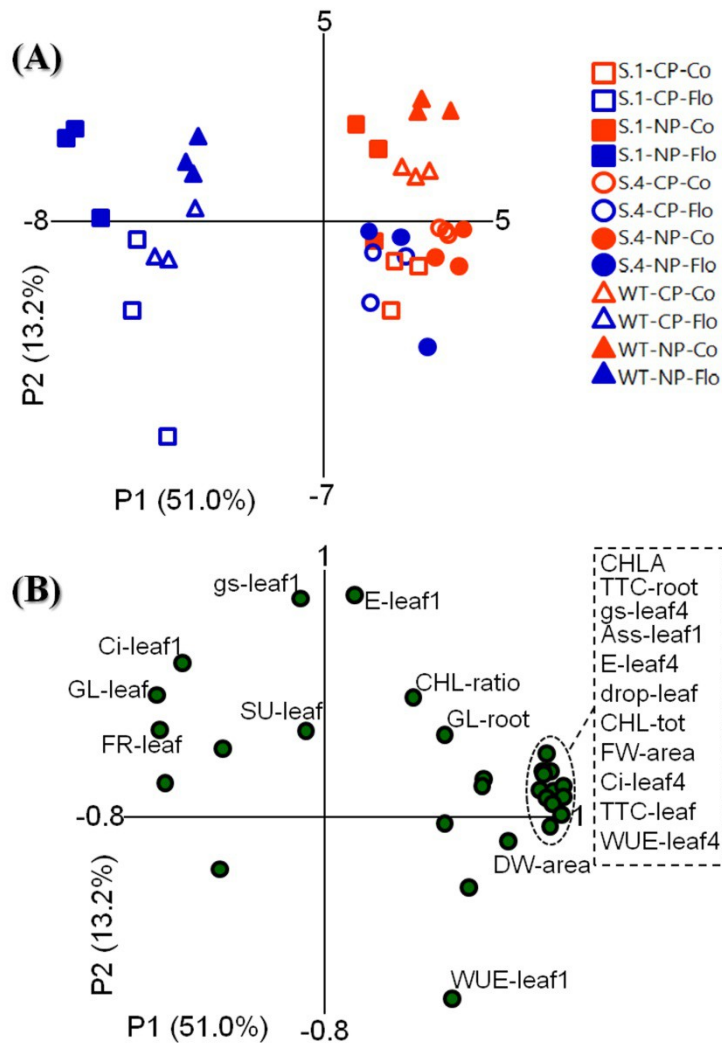 (A)
5
-8
5
-7
P2 (13.2%)
P1 (51.0%)
S.1-CP-Co
S.1-CP-Flo
S.1-NP-Co
S.1-NP-Flo
S.4-CP-Co
S.4-CP-Flo
S.4-NP-Co
S.4-NP-Flo
WT-CP-Co
WT-CP-Flo
WT-NP-Co
WT-NP-Flo
(B)
1
-0.8
1
-0.8
P2 (13.2%)
P1 (51.0%)
gs-leaf1
E-leaf1
Ci-leaf1
GL-leaf
SU-leaf
CHL-ratio
GL-root
FR-leaf
DW-area
WUE-leaf1
CHLA
TTC-root
gs-leaf4
Ass-leaf1
E-leaf4
drop-leaf
CHL-tot
FW-area
Ci-leaf4
TTC-leaf
WUE-leaf4